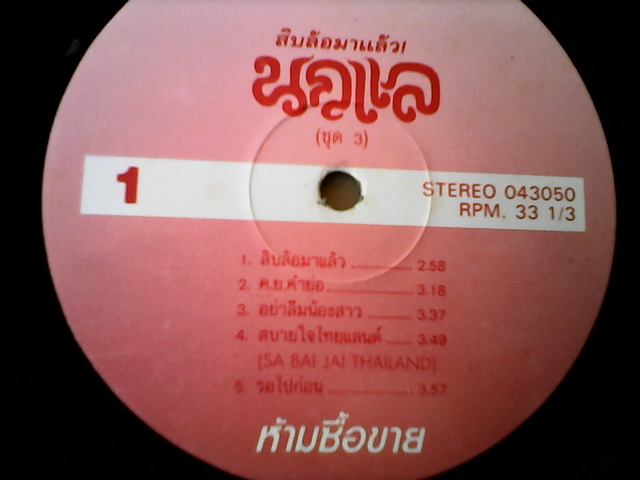 สิบล้อมาแล้ว!
นกแล
(ชุด 3)
1
STEREO 043050
RPM. 33 1/3
1. สิบล้อมาแล้ว ............... 2.58
2. ค.ย.คำย่อ ...................... 3.18
3. อย่าลืมน้องสาว ........... 3.37
4. สบายใจไทยแลนด์ ...... 3.49
(SA BAI JAI THAILAND)
5. รอไปก่อน ..................... 3.57
ห้ามซื้อขาย